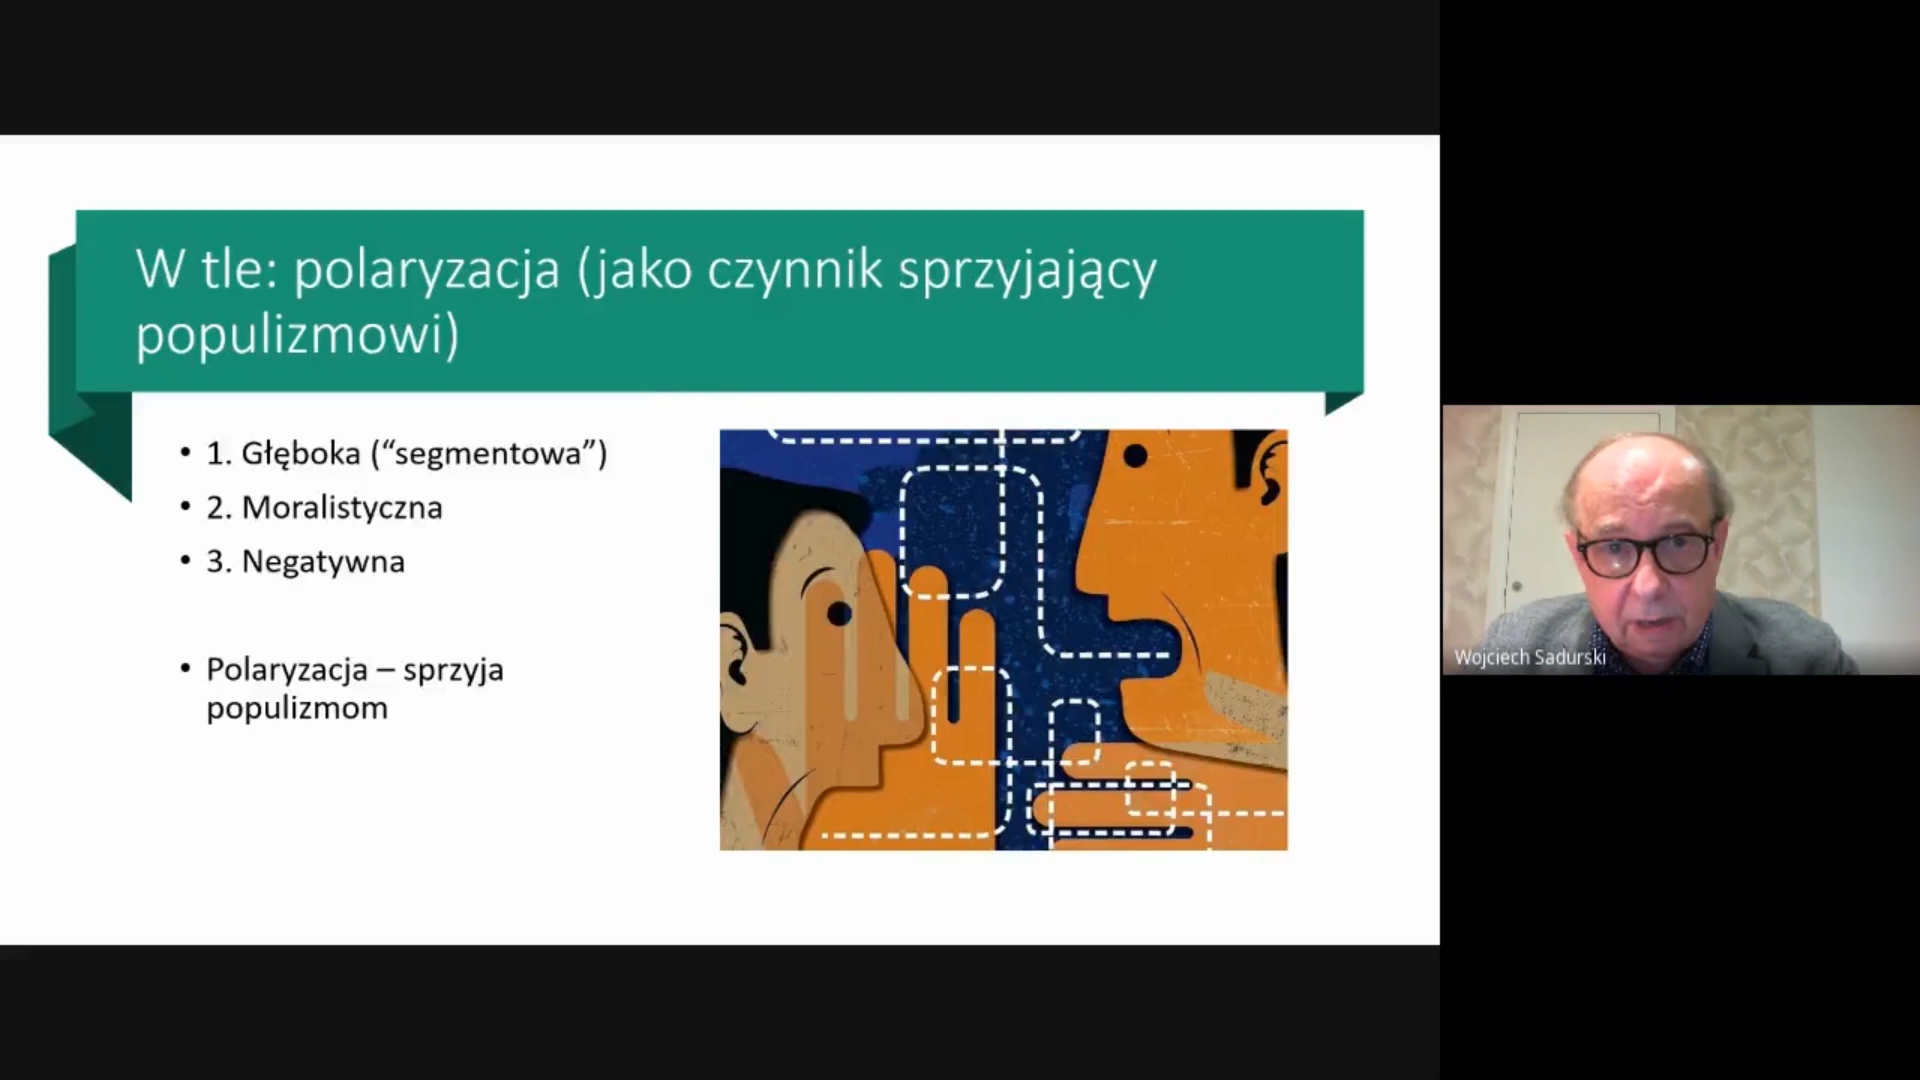 W tle: polaryzacja (jako czynnik sprzyjający
populizmowi)
• 1. Głęboka (“segmentowa”)
• 2. Moralistyczna
• 3. Negatywna
• Polaryzacja – sprzyja
populizmom
Wojciech Sadurski